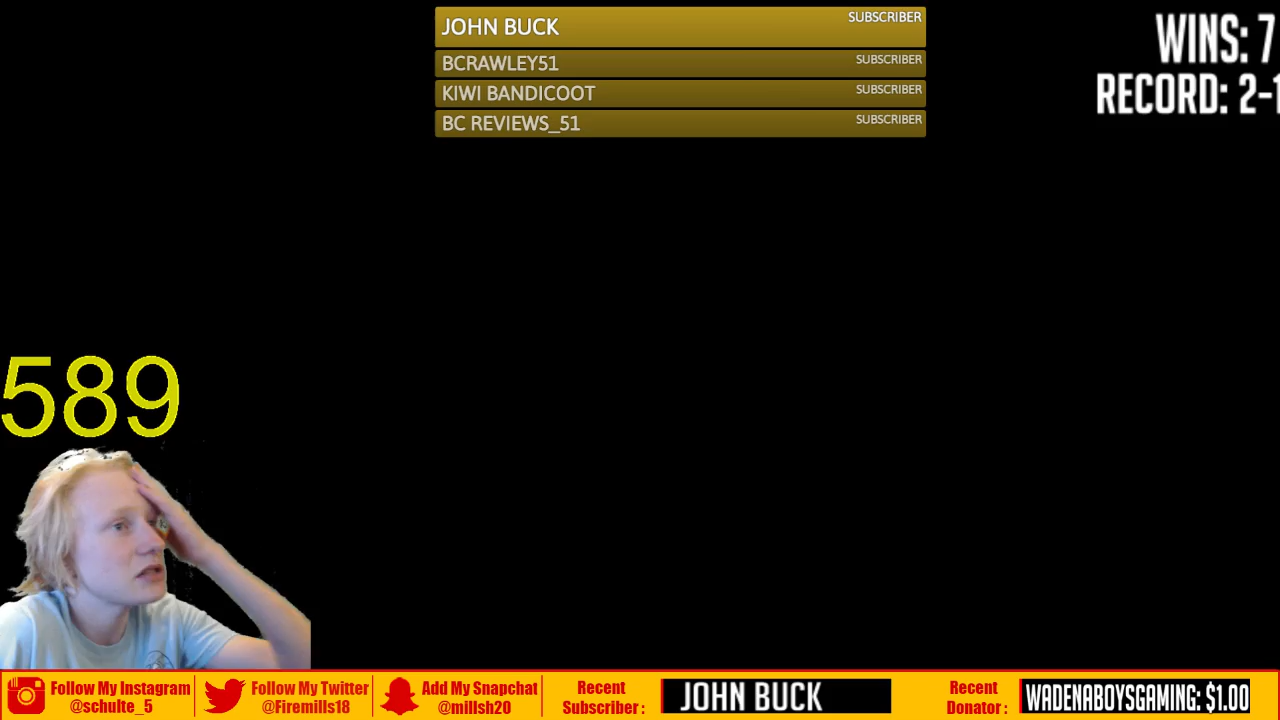 JOHN BUCK SUBSCRIBER
BCRAWLEY51 SUBSCRIBER
KIWI BANDICOOT SUBSCRIBER
BC REVIEWS_51 SUBSCRIBER
WINS: 7
RECORD: 2-1
589
Follow My Instagram
@schulte_5
Follow My Twitter
@Firemills18
Add My Snapchat
@millsh20
Recent
Subscriber :
JOHN BUCK
Recent
Donator :
WADENABOYSGAMING: $1.00